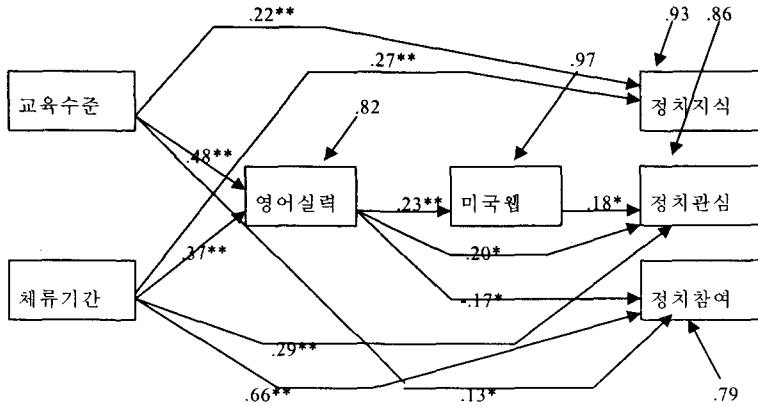 .22**
.93
.86
.27**
.97
교육수준
정치지식
.82
.48**
영어실력
.23**
미국웹
.18*
정치관심
.37**
.20*
체류기간
-.17*
정치참여
.29**
.66**
.13*
.79